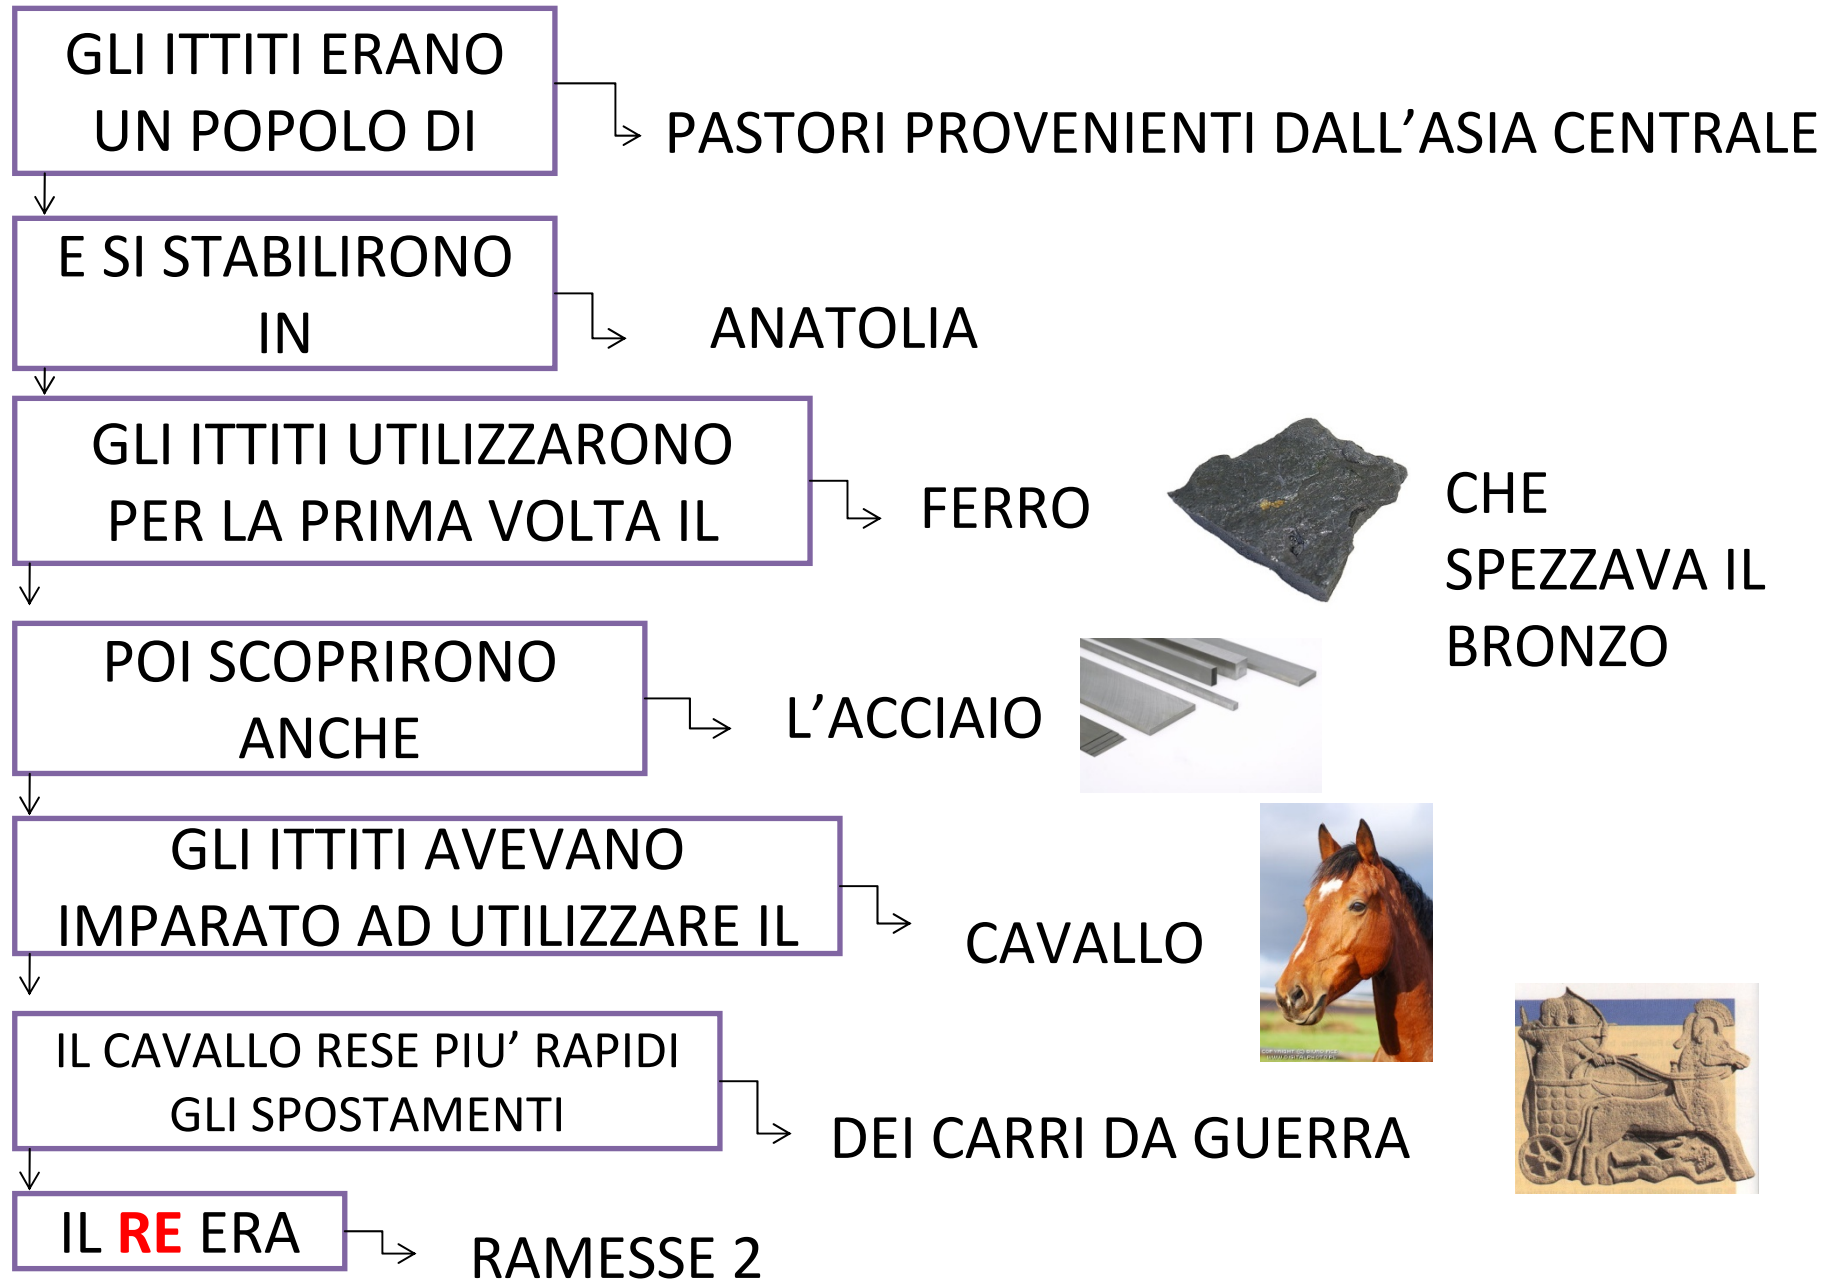 GLI ITTITI ERANO
UN POPOLO DI
PASTORI PROVENIENTI DALL’ASIA CENTRALE
E SI STABILIRONO
IN
ANATOLIA
GLI ITTITI UTILIZZARONO
PER LA PRIMA VOLTA IL
FERRO
CHE
SPEZZAVA IL
BRONZO
POI SCOPRIRONO
ANCHE
L’ACCIAIO
GLI ITTITI AVEVANO
IMPARATO AD UTILIZZARE IL
CAVALLO
IL CAVALLO RESE PIU’ RAPIDI
GLI SPOSTAMENTI
DEI CARRI DA GUERRA
IL RE ERA
RAMESSE 2